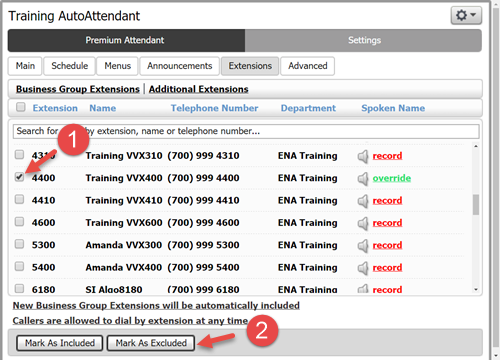 Training AutoAttendant
Premium Attendant Settings
Main Schedule Menus Announcements Extensions Advanced
Business Group Extensions | Additional Extensions
Extension Name Telephone Number Department Spoken Name
Search for by extension, name or telephone number...
1
4310 Training VVX310 (700) 999 4310 ENA Training record
4400 Training VVX400 (700) 999 4400 ENA Training override
4410 Training VVX410 (700) 999 4410 ENA Training record
4600 Training VVX600 (700) 999 4600 ENA Training record
5300 Amanda VVX300 (700) 999 5300 ENA Training record
5400 Amanda VVX400 (700) 999 5400 ENA Training record
6180 SI Algo8180 (700) 999 6180 ENA Training record
New Business Group Extensions will be automatically included
Callers are allowed to dial by extension at any time
2
Mark As Included Mark As Excluded